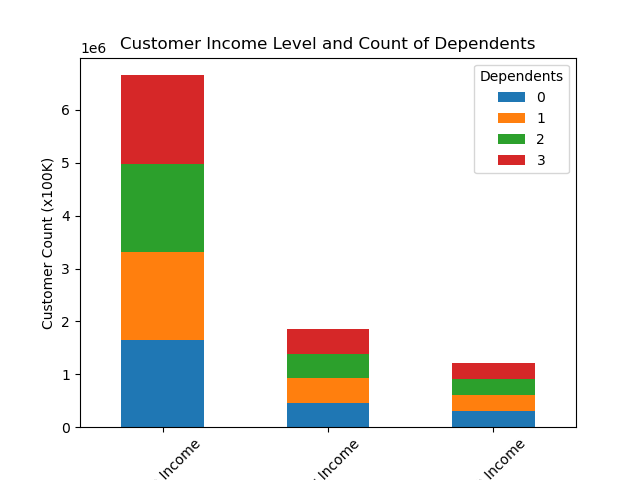 Customer Income Level and Count of Dependents
1e6
Dependents
0
1
2
3
6
5
4
3
2
1
0
Customer Count (x100K)
Income
Income
Income